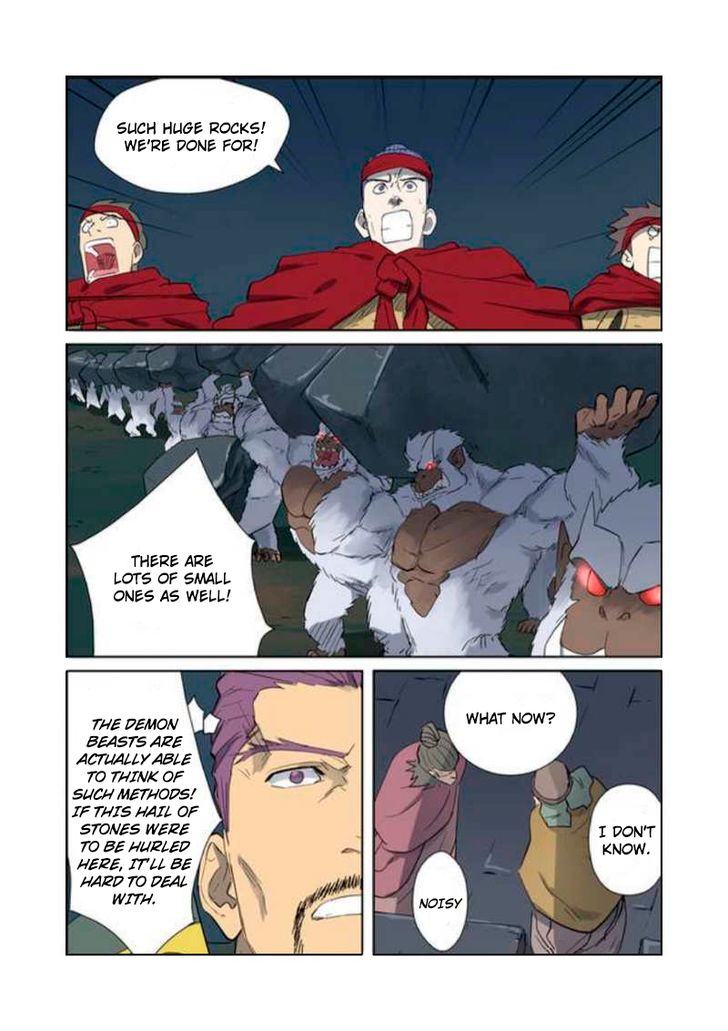 SUCH HUGE ROCKS!
WE'RE DONE FOR!
THERE ARE
LOTS OF SMALL
ONES AS WELL!
THE DEMON
BEASTS ARE
ACTUALLY ABLE
TO THINK OF
SUCH METHODS!
IF THIS HAIL OF
STONES WERE
TO BE HURLED
HERE, IT'LL BE
HARD TO DEAL
WITH.
WHAT NOW?
I DON'T
KNOW.
NOISY